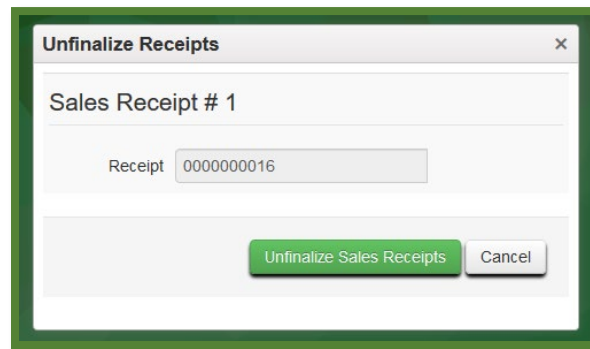 Unfinalize Receipts ×
Sales Receipt # 1
Receipt 0000000016
Unfinalize Sales Receipts Cancel